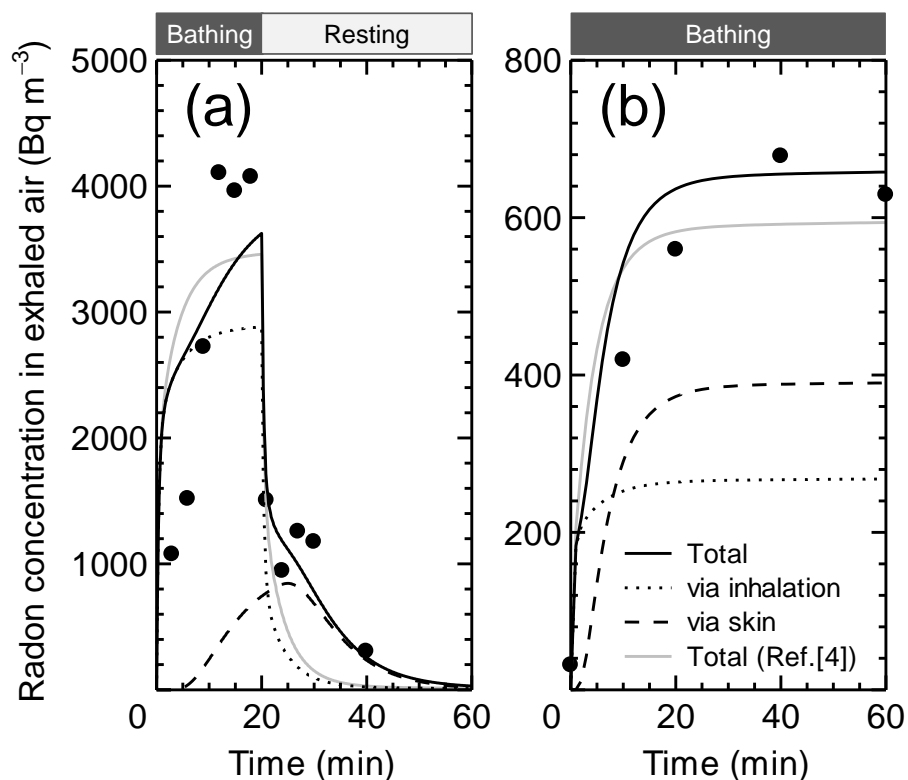 Bathing Resting
Bathing
Radon concentration in exhaled air (Bq m⁻³)
(a)
5000
4000
3000
2000
1000
0 20 40 60
Time (min)
(b)
800
600
400
200
0 20 40 60
Time (min)
Total
via inhalation
via skin
Total (Ref.[4])